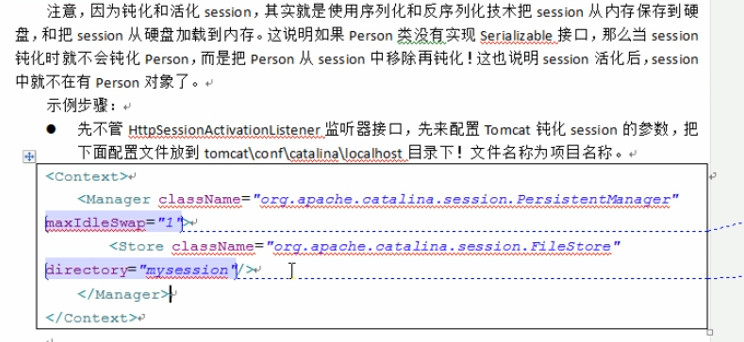 注意，因为钝化和活化 session，其实就是使用序列化和反序列化技术把 session 从内存保存到硬
盘，和把 session 从硬盘加载到内存。这说明如果 Person 类没有实现 Serializable 接口，那么当 session
钝化时就不会钝化 Person，而是把 Person 从 session 中移除再钝化！这也说明 session 活化后，session
中就不在有 Person 对象了。
示例步骤：
● 先不管 HttpSessionActivationListener 监听器接口，先来配置 Tomcat 钝化 session 的参数，把
下面配置文件放到 tomcat\conf\catalina\localhost 目录下！文件名称为项目名称。
<Context>
<Manager className="org.apache.catalina.session.PersistentManager"
maxIdleSwap="1">
<Store className="org.apache.catalina.session.FileStore"
directory="mysession"/>
</Manager>
</Context>